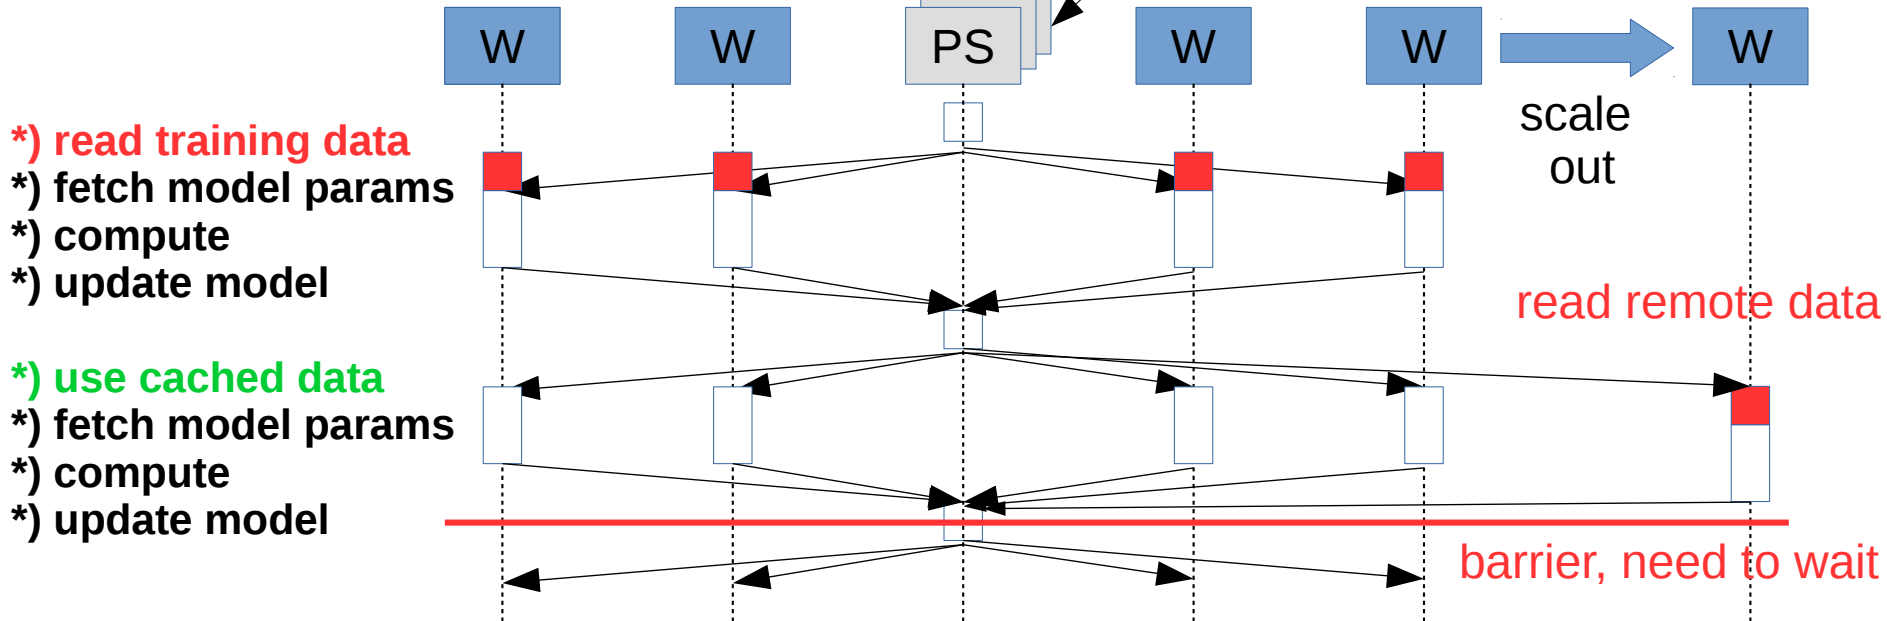 W W PS W W W
scale
out
*) read training data
*) fetch model params
*) compute
*) update model
read remote data
*) use cached data
*) fetch model params
*) compute
*) update model
barrier, need to wait